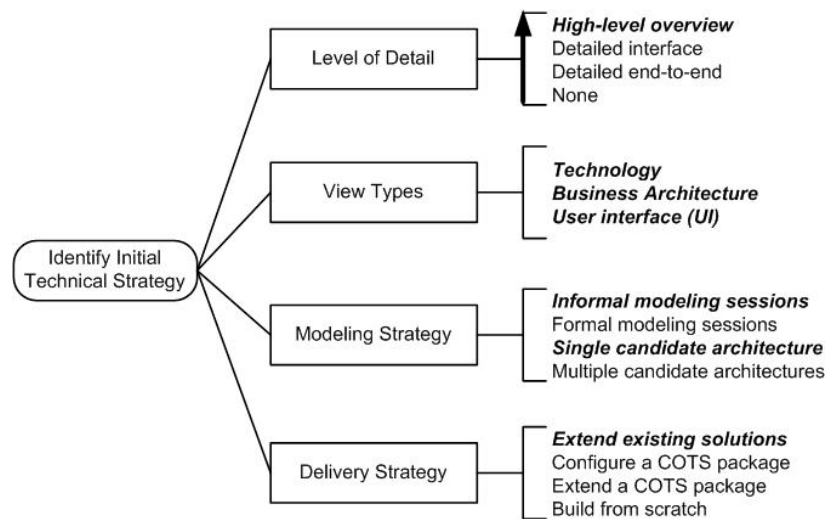 Identify Initial
Technical Strategy
Level of Detail
High-level overview
Detailed interface
Detailed end-to-end
None
View Types
Technology
Business Architecture
User interface (UI)
Modeling Strategy
Informal modeling sessions
Formal modeling sessions
Single candidate architecture
Multiple candidate architectures
Delivery Strategy
Extend existing solutions
Configure a COTS package
Extend a COTS package
Build from scratch